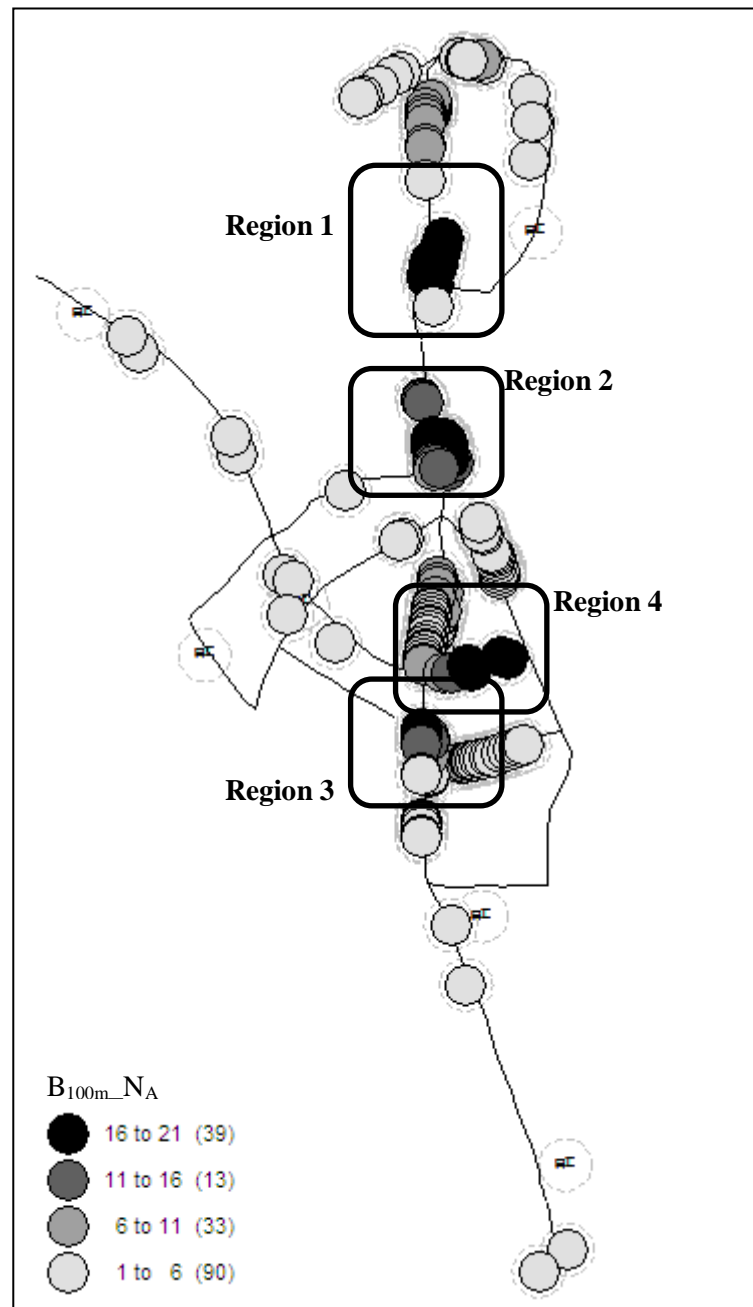 Region 1
Region 2
Region 4
Region 3
B100m_NA
16 to 21 (39)
11 to 16 (13)
6 to 11 (33)
1 to 6 (90)